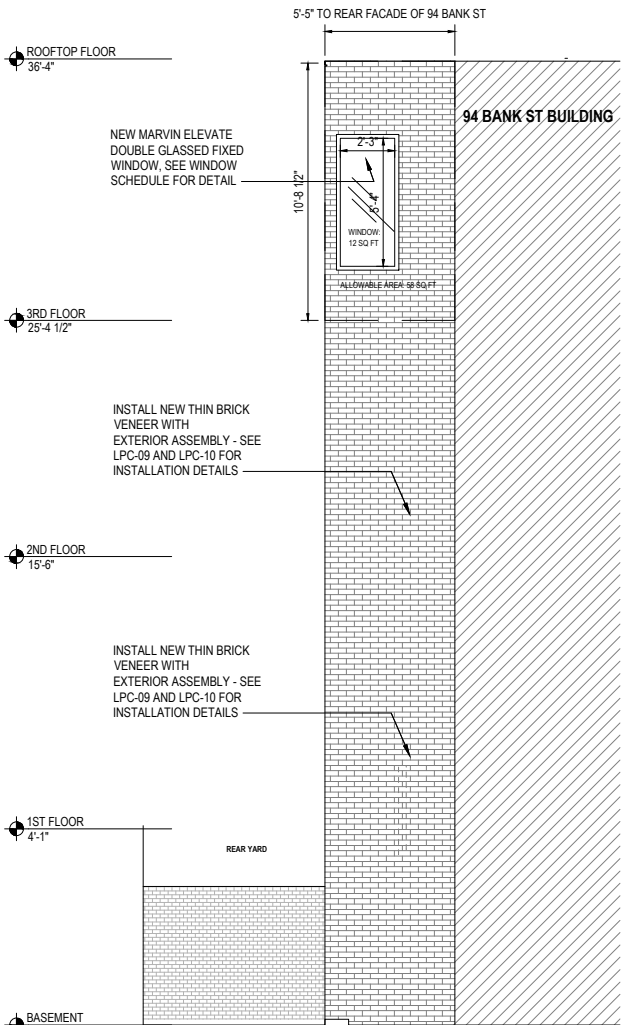 5'-5" TO REAR FACADE OF 94 BANK ST
ROOFTOP FLOOR
36'-4"
94 BANK ST BUILDING
NEW MARVIN ELEVATE
DOUBLE GLASSED FIXED
WINDOW, SEE WINDOW
SCHEDULE FOR DETAIL
2'-3"
10'-8 1/2"
5'-4"
WINDOW:
12 SQ FT
ALLOWABLE AREA: 58 SQ FT
3RD FLOOR
25'-4 1/2"
INSTALL NEW THIN BRICK
VENEER WITH
EXTERIOR ASSEMBLY - SEE
LPC-09 AND LPC-10 FOR
INSTALLATION DETAILS
2ND FLOOR
15'-6"
INSTALL NEW THIN BRICK
VENEER WITH
EXTERIOR ASSEMBLY - SEE
LPC-09 AND LPC-10 FOR
INSTALLATION DETAILS
1ST FLOOR
4'-1"
REAR YARD
BASEMENT